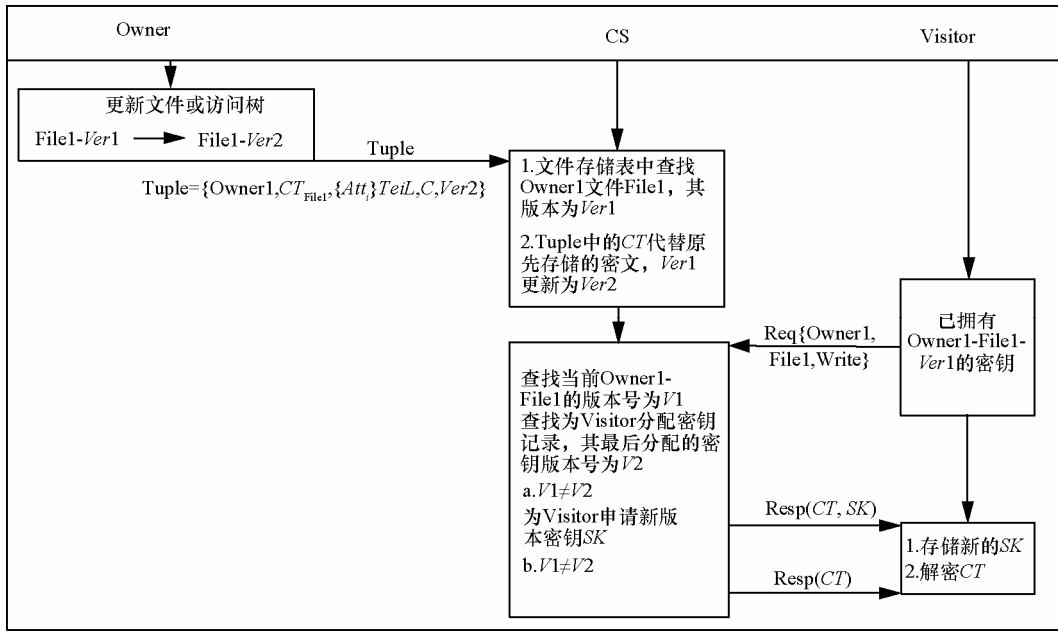 Owner
CS
Visitor
更新文件或访问树
File1-Ver1
File1-Ver2
Tuple
Tuple={Owner1,CT_File1,{Att_i}TeiL,C,Ver2}
1.文件存储表中查找
Owner1文件File1，其
版本为Ver1
2.Tuple中的CT代替原
先存储的密文，Ver1
更新为Ver2
已拥有
Owner1-File1-
Ver1的密钥
Req{Owner1,
File1,Write}
查找当前Owner1-
File1的版本号为V1
查找为Visitor分配密钥
记录，其最后分配的密
钥版本号为V2
a.V1≠V2
为Visitor申请新版
本密钥SK
b.V1≠V2
Resp(CT, SK)
Resp(CT)
1.存储新的SK
2.解密CT